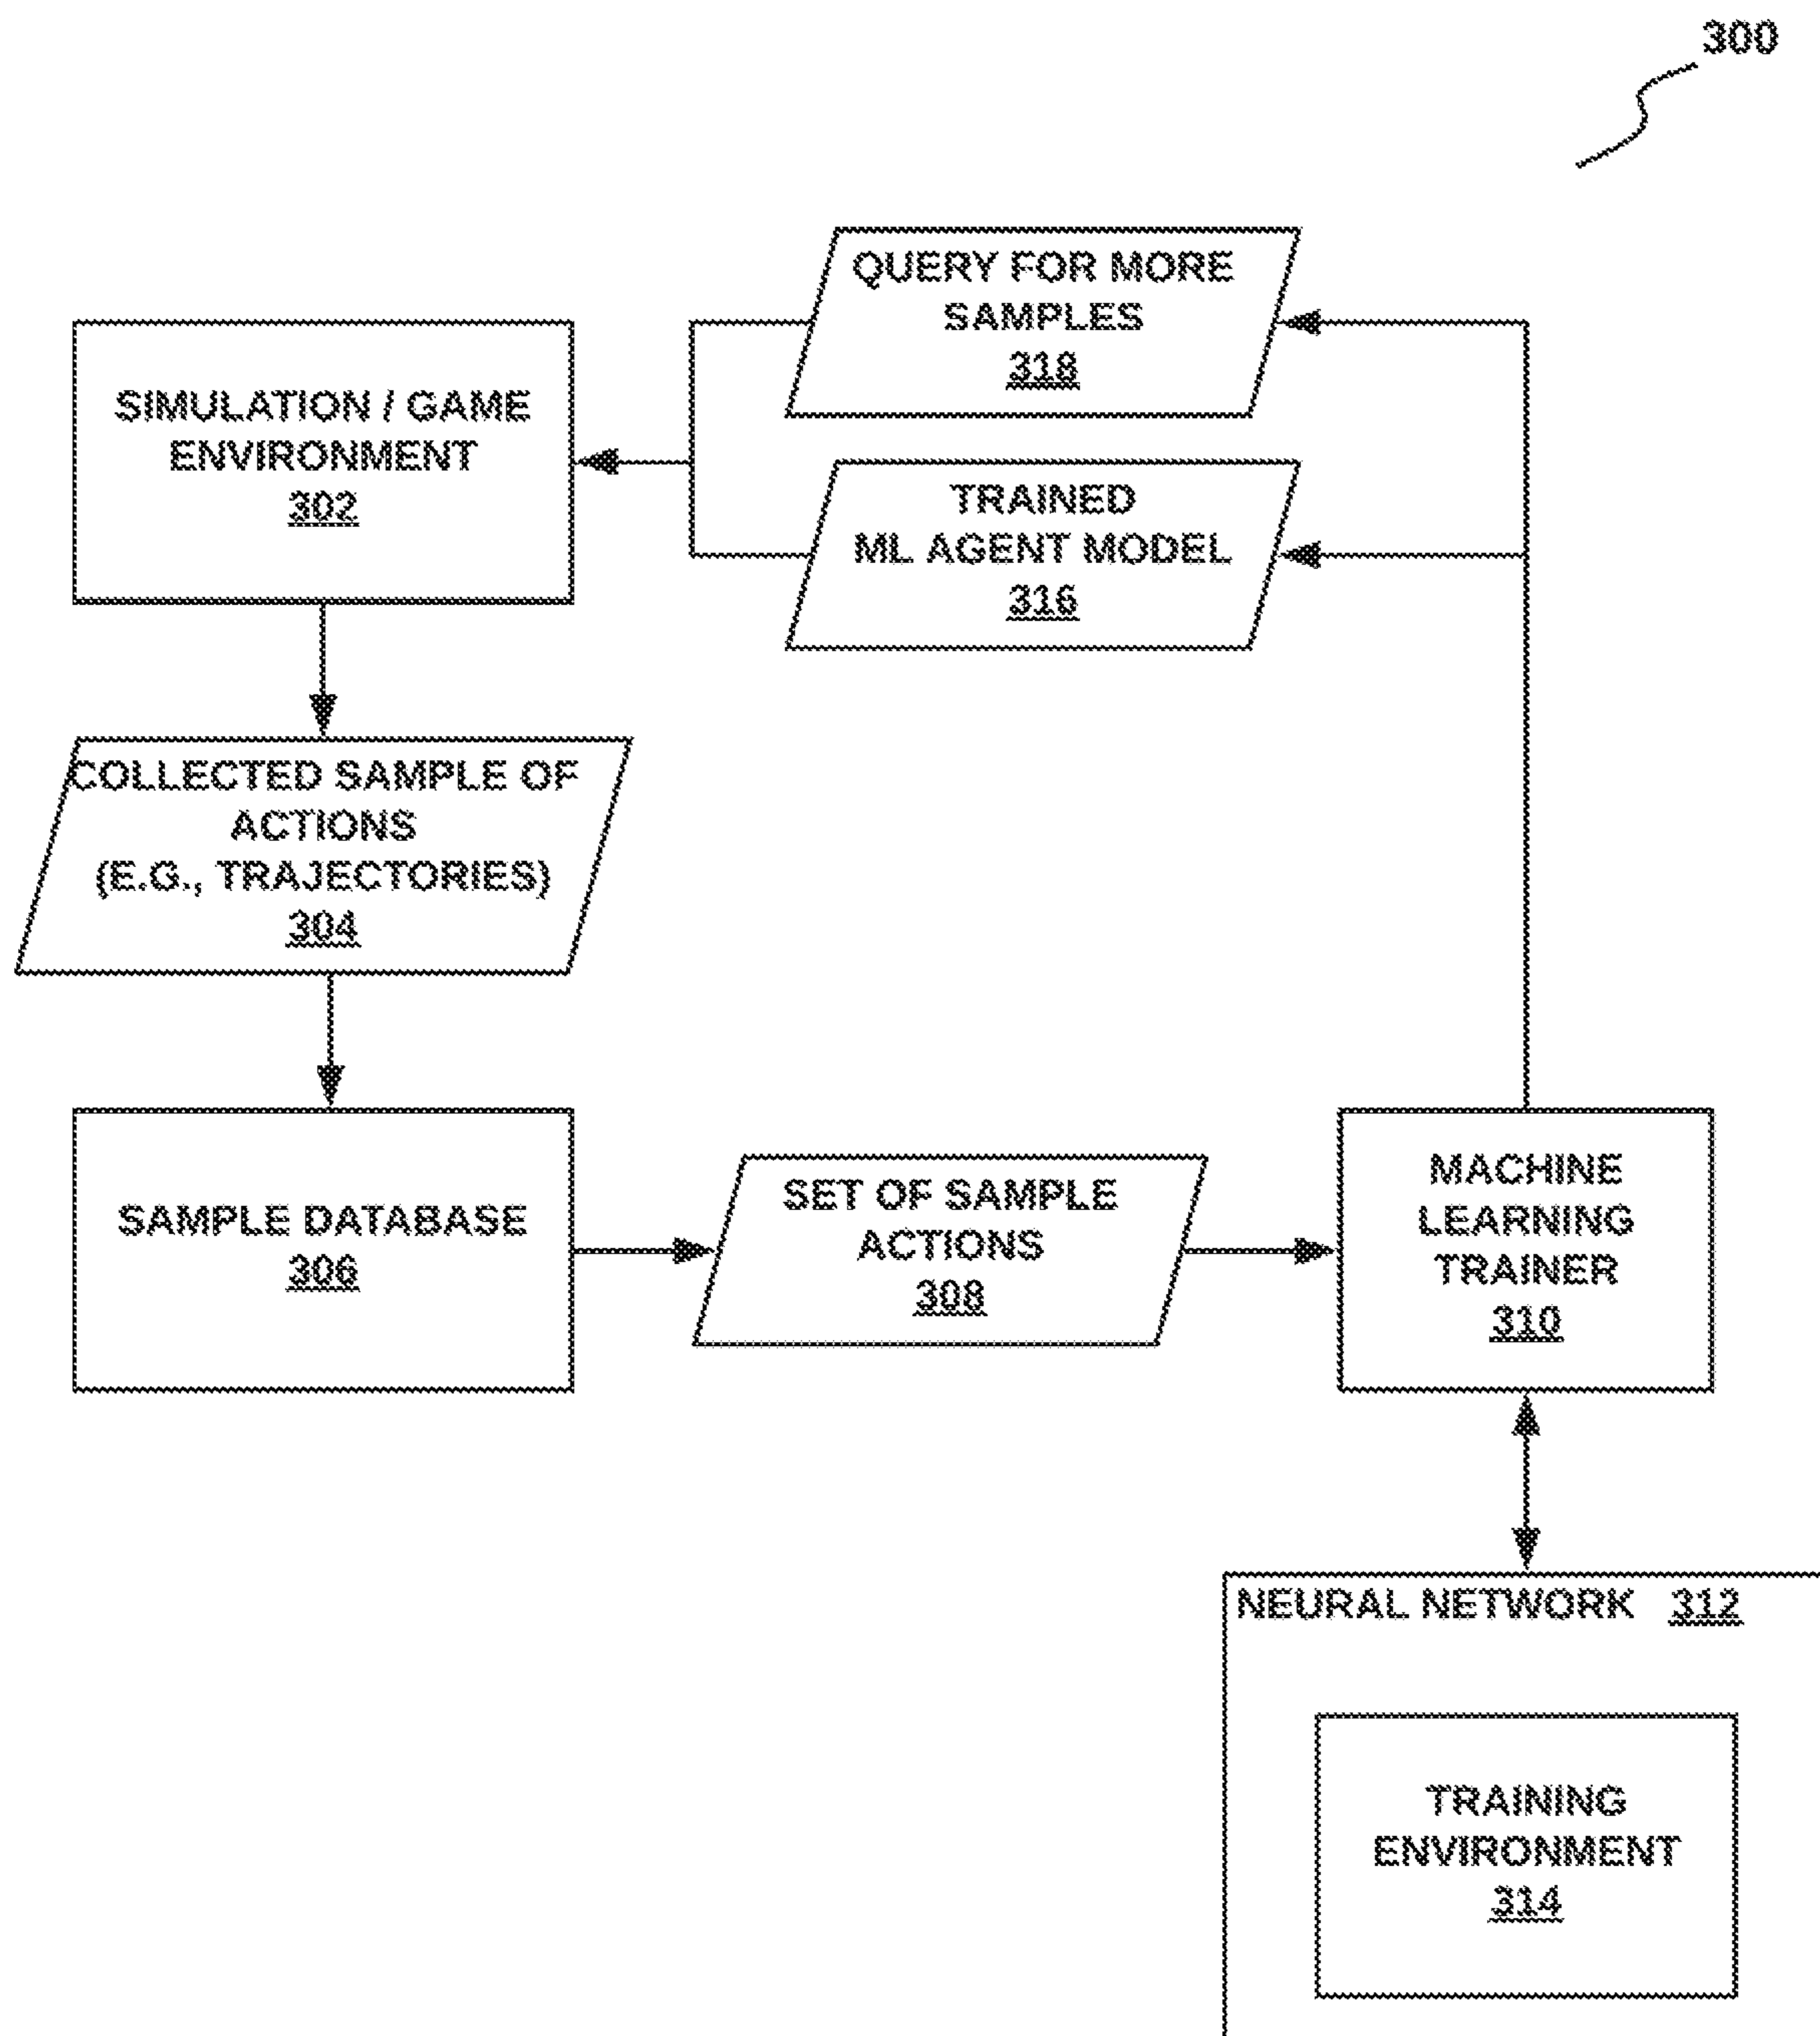 300
QUERY FOR MORE
SAMPLES
318
SIMULATION / GAME
ENVIRONMENT
302
TRAINED
ML AGENT MODEL
316
COLLECTED SAMPLE OF
ACTIONS
(E.G., TRAJECTORIES)
304
SAMPLE DATABASE
306
SET OF SAMPLE
ACTIONS
308
MACHINE
LEARNING
TRAINER
310
NEURAL NETWORK 312
TRAINING
ENVIRONMENT
314